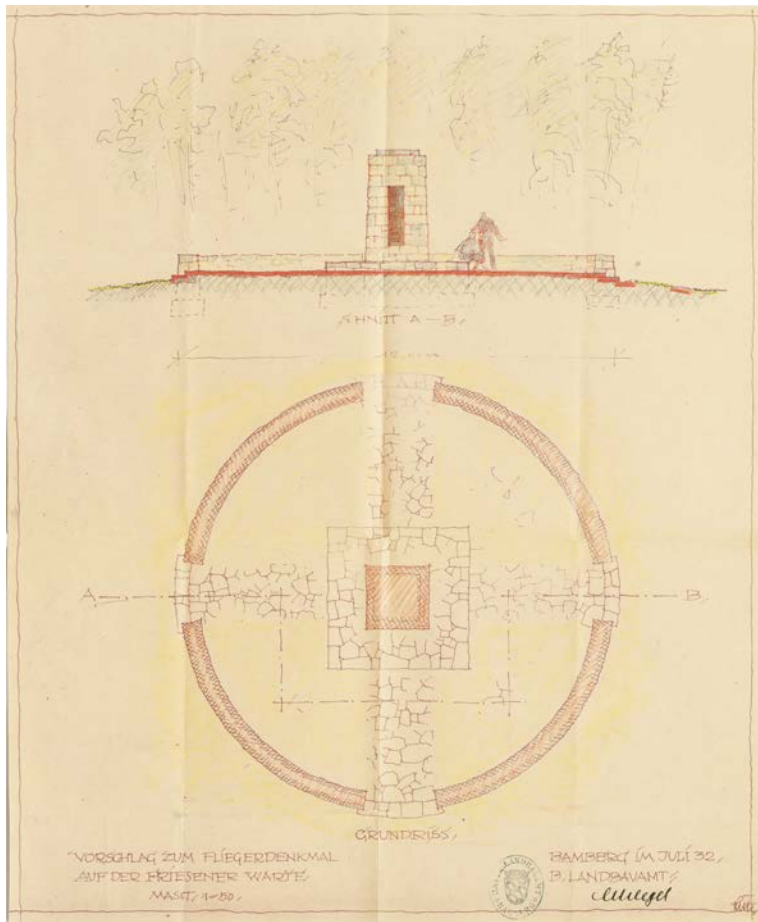 SCHNITT A-B,
A
B,
GRUNDRISS,
VORSCHLAG ZUM FLIEGERDENKMAL
AUF DER FRIESENER WARTE,
MASST. 1-50,
BAMBERG IM JULI 32,
B. LANDBAUAMT,